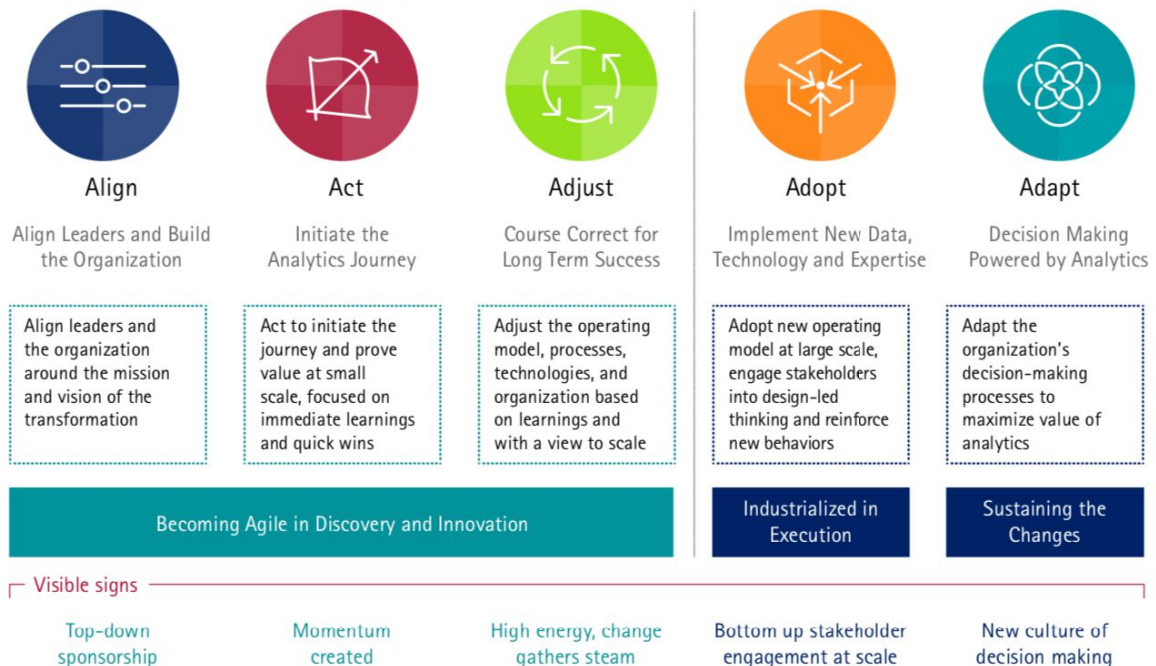 Align
Act
Adjust
Adopt
Adapt
Align Leaders and Build
the Organization
Initiate the
Analytics Journey
Course Correct for
Long Term Success
Implement New Data,
Technology and Expertise
Decision Making
Powered by Analytics
Align leaders and
the organization
around the mission
and vision of the
transformation
Act to initiate the
journey and prove
value at small
scale, focused on
immediate learnings
and quick wins
Adjust the operating
model, processes,
technologies, and
organization based
on learnings and
with a view to scale
Adopt new operating
model at large scale,
engage stakeholders
into design-led
thinking and reinforce
new behaviors
Adapt the
organization's
decision-making
processes to
maximize value of
analytics
Becoming Agile in Discovery and Innovation
Industrialized in
Execution
Sustaining the
Changes
Visible signs
Top-down
sponsorship
Momentum
created
High energy, change
gathers steam
Bottom up stakeholder
engagement at scale
New culture of
decision making